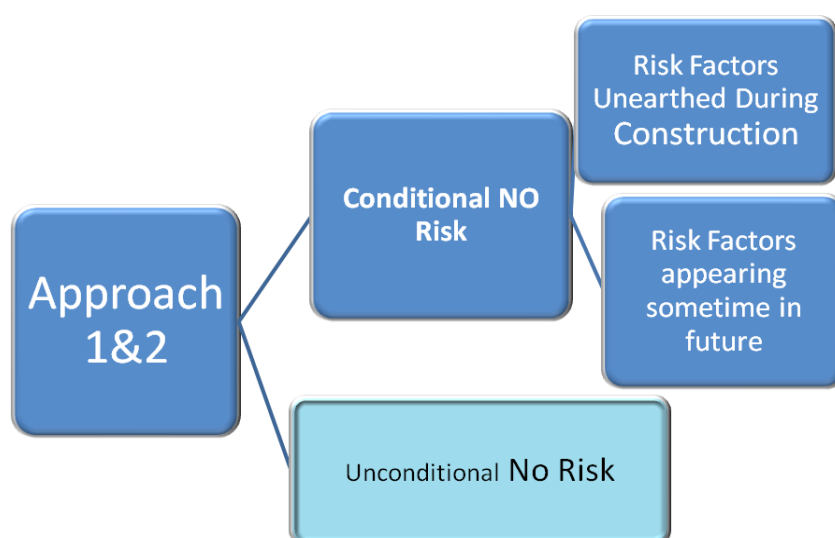 Risk Factors
Unearthed During
Construction
Conditional NO
Risk
Risk Factors
appearing
sometime in
future
Approach
1&2
Unconditional No Risk